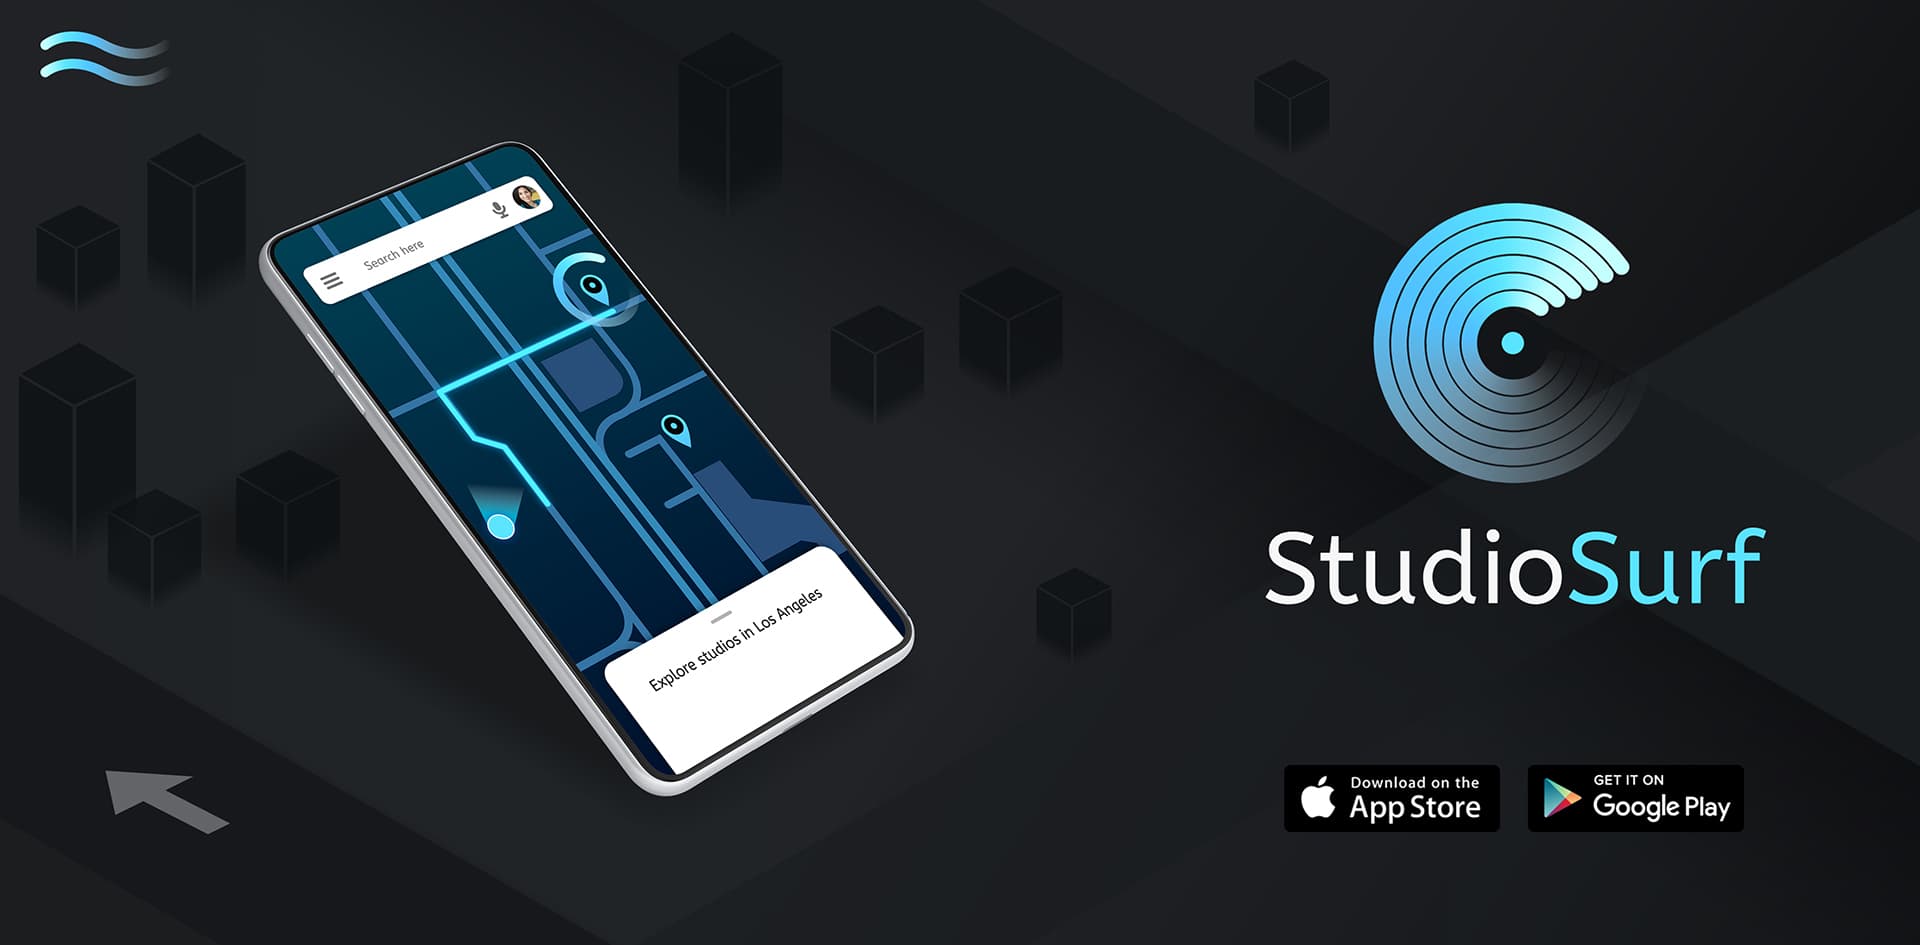 Search here
Explore studios in Los Angeles
StudioSurf
Download on the
App Store
GET IT ON
Google Play